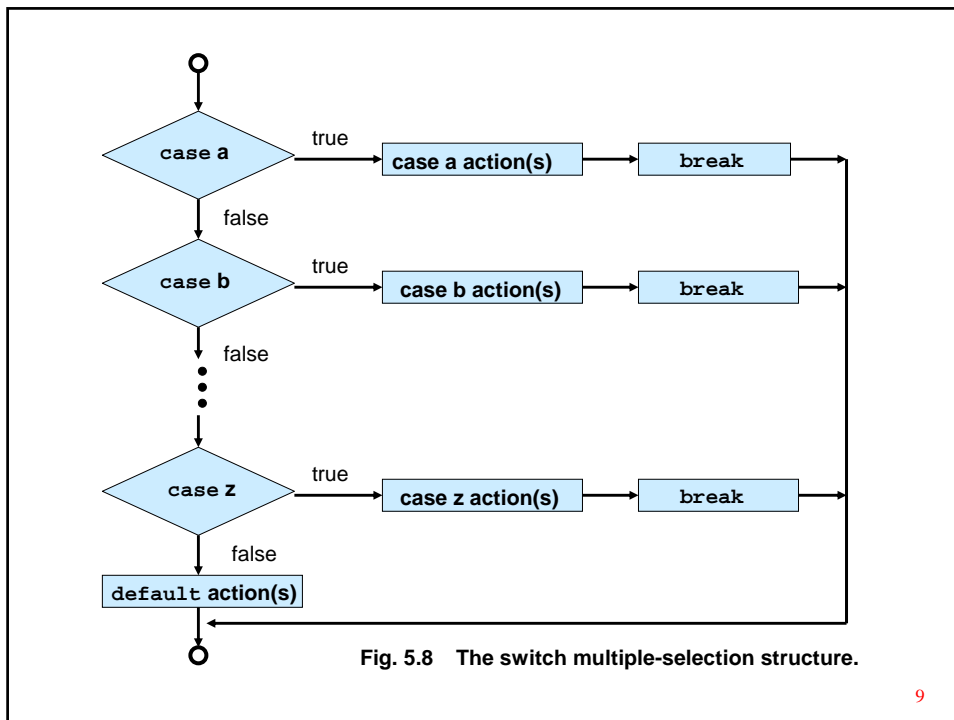 case a
true
case a action(s)
break
false
case b
true
case b action(s)
break
false
case z
true
case z action(s)
break
false
default action(s)
Fig. 5.8 The switch multiple-selection structure.
9